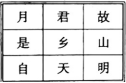 月 君 故
是 乡 山
自 天 明